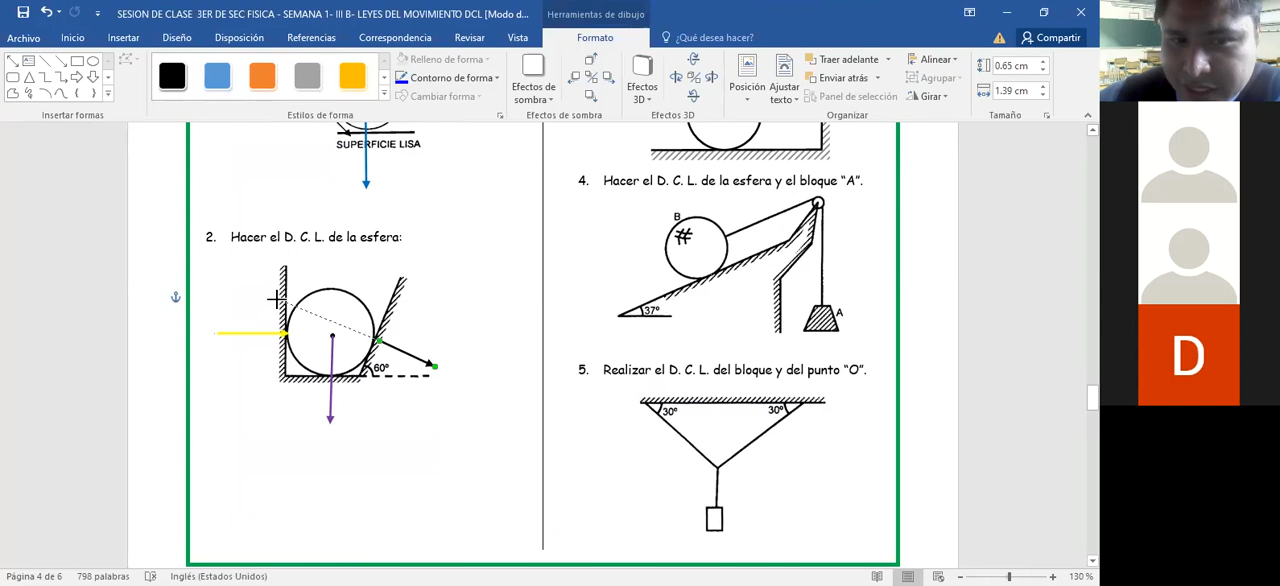 SESION DE CLASE 3ER DE SEC FISICA - SEMANA 1- III B- LEYES DEL MOVIMIENTO DCL [Modo d...
Herramientas de dibujo
Archivo
Inicio
Insertar
Diseño
Disposición
Referencias
Correspondencia
Revisar
Vista
Formato
¿Qué desea hacer?
Compartir
Relleno de forma
Contorno de forma
Cambiar forma
Efectos de sombra
Efectos 3D
Posición
Ajustar texto
Traer adelante
Enviar atrás
Panel de selección
Alinear
Agrupar
Girar
0.65 cm
1.39 cm
Insertar formas
Estilos de forma
Efectos de sombra
Efectos 3D
Organizar
Tamaño
SUPERFICIE LISA
2. Hacer el D. C. L. de la esfera:
60°
4. Hacer el D. C. L. de la esfera y el bloque “A”.
B
37°
A
5. Realizar el D. C. L. del bloque y del punto “O”.
30°
30°
D
Página 4 de 6
798 palabras
Inglés (Estados Unidos)
130 %